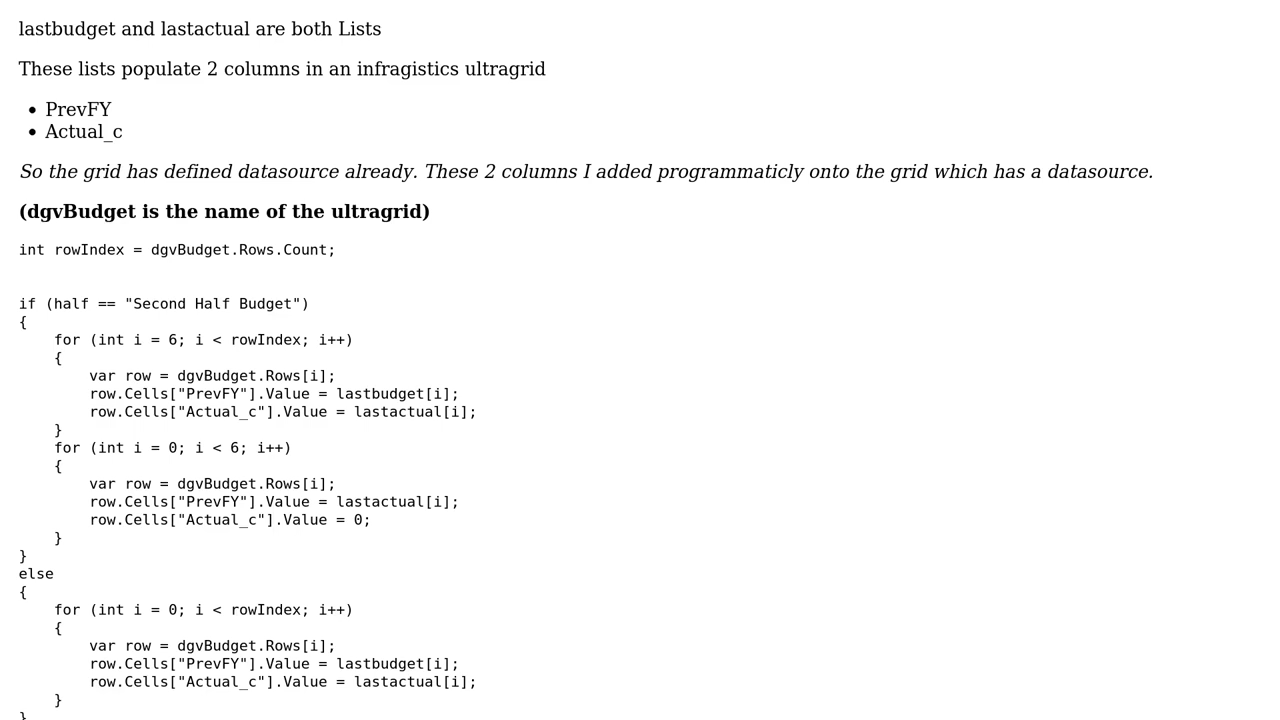 lastbudget and lastactual are both Lists
These lists populate 2 columns in an infragistics ultragrid
• PrevFY
• Actual_c
So the grid has defined datasource already. These 2 columns I added programmaticly onto the grid which has a datasource.
(dgvBudget is the name of the ultragrid)
int rowIndex = dgvBudget.Rows.Count;
if (half == "Second Half Budget")
{
    for (int i = 6; i < rowIndex; i++)
    {
        var row = dgvBudget.Rows[i];
        row.Cells["PrevFY"].Value = lastbudget[i];
        row.Cells["Actual_c"].Value = lastactual[i];
    }
    for (int i = 0; i < 6; i++)
    {
        var row = dgvBudget.Rows[i];
        row.Cells["PrevFY"].Value = lastactual[i];
        row.Cells["Actual_c"].Value = 0;
    }
}
else
{
    for (int i = 0; i < rowIndex; i++)
    {
        var row = dgvBudget.Rows[i];
        row.Cells["PrevFY"].Value = lastbudget[i];
        row.Cells["Actual_c"].Value = lastactual[i];
    }
}